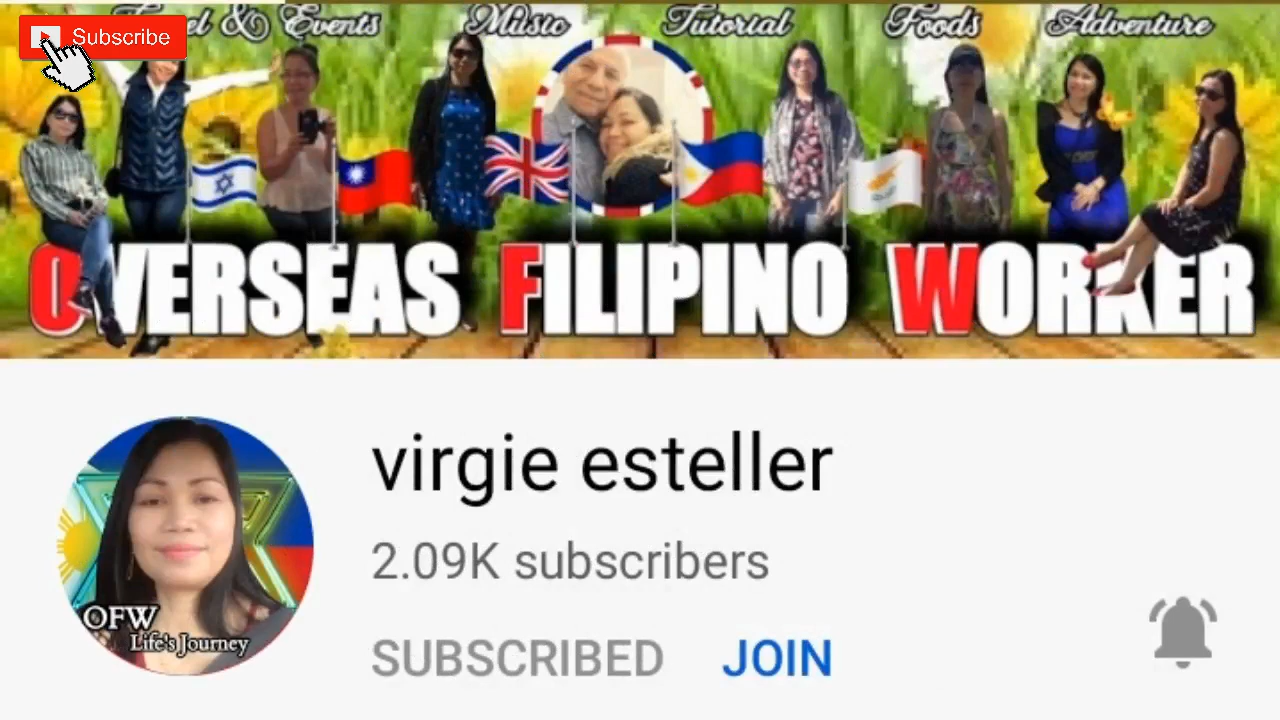 Subscribe
& Events Music Tutorial Foods Adventure
OVERSEAS FILIPINO WORKER
virgie esteller
2.09K subscribers
OFW
Life's Journey
SUBSCRIBED JOIN